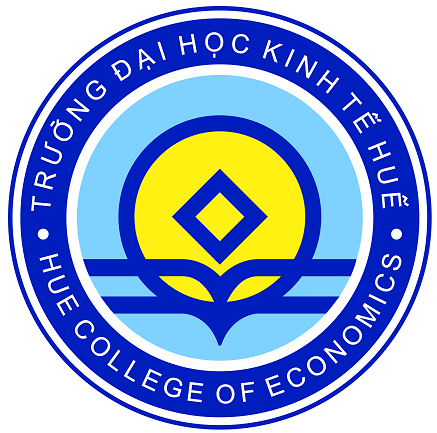 TRƯỜNG ĐẠI HỌC KINH TẾ HUẾ
HUE COLLEGE OF ECONOMICS